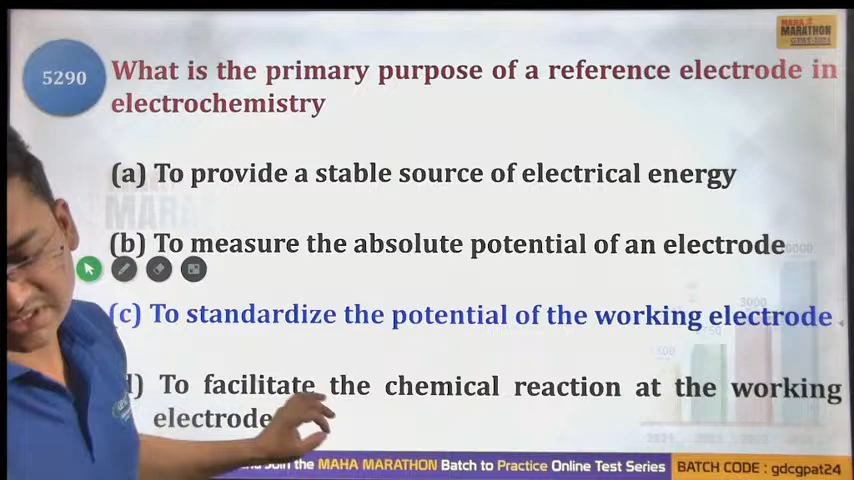 MAHA
MARATHON
GPAT-2024
5290
What is the primary purpose of a reference electrode in
electrochemistry
(a) To provide a stable source of electrical energy
(b) To measure the absolute potential of an electrode
(c) To standardize the potential of the working electrode
d) To facilitate the chemical reaction at the working
electrode
Join the MAHA MARATHON Batch to Practice Online Test Series
BATCH CODE : gdcgpat24